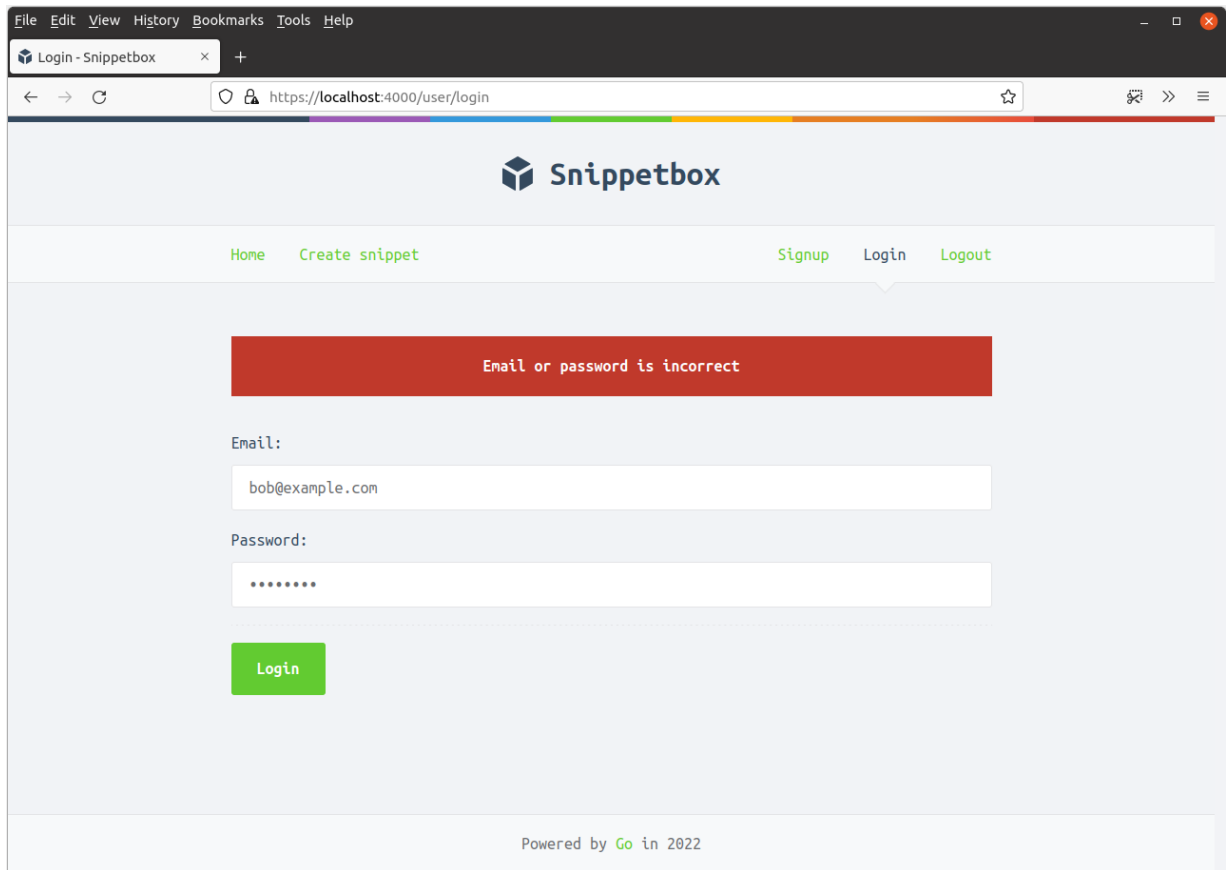 File Edit View History Bookmarks Tools Help
Login - Snippetbox
https://localhost:4000/user/login
Snippetbox
Home Create snippet Signup Login Logout
Email or password is incorrect
Email:
bob@example.com
Password:
••••••••
Login
Powered by Go in 2022